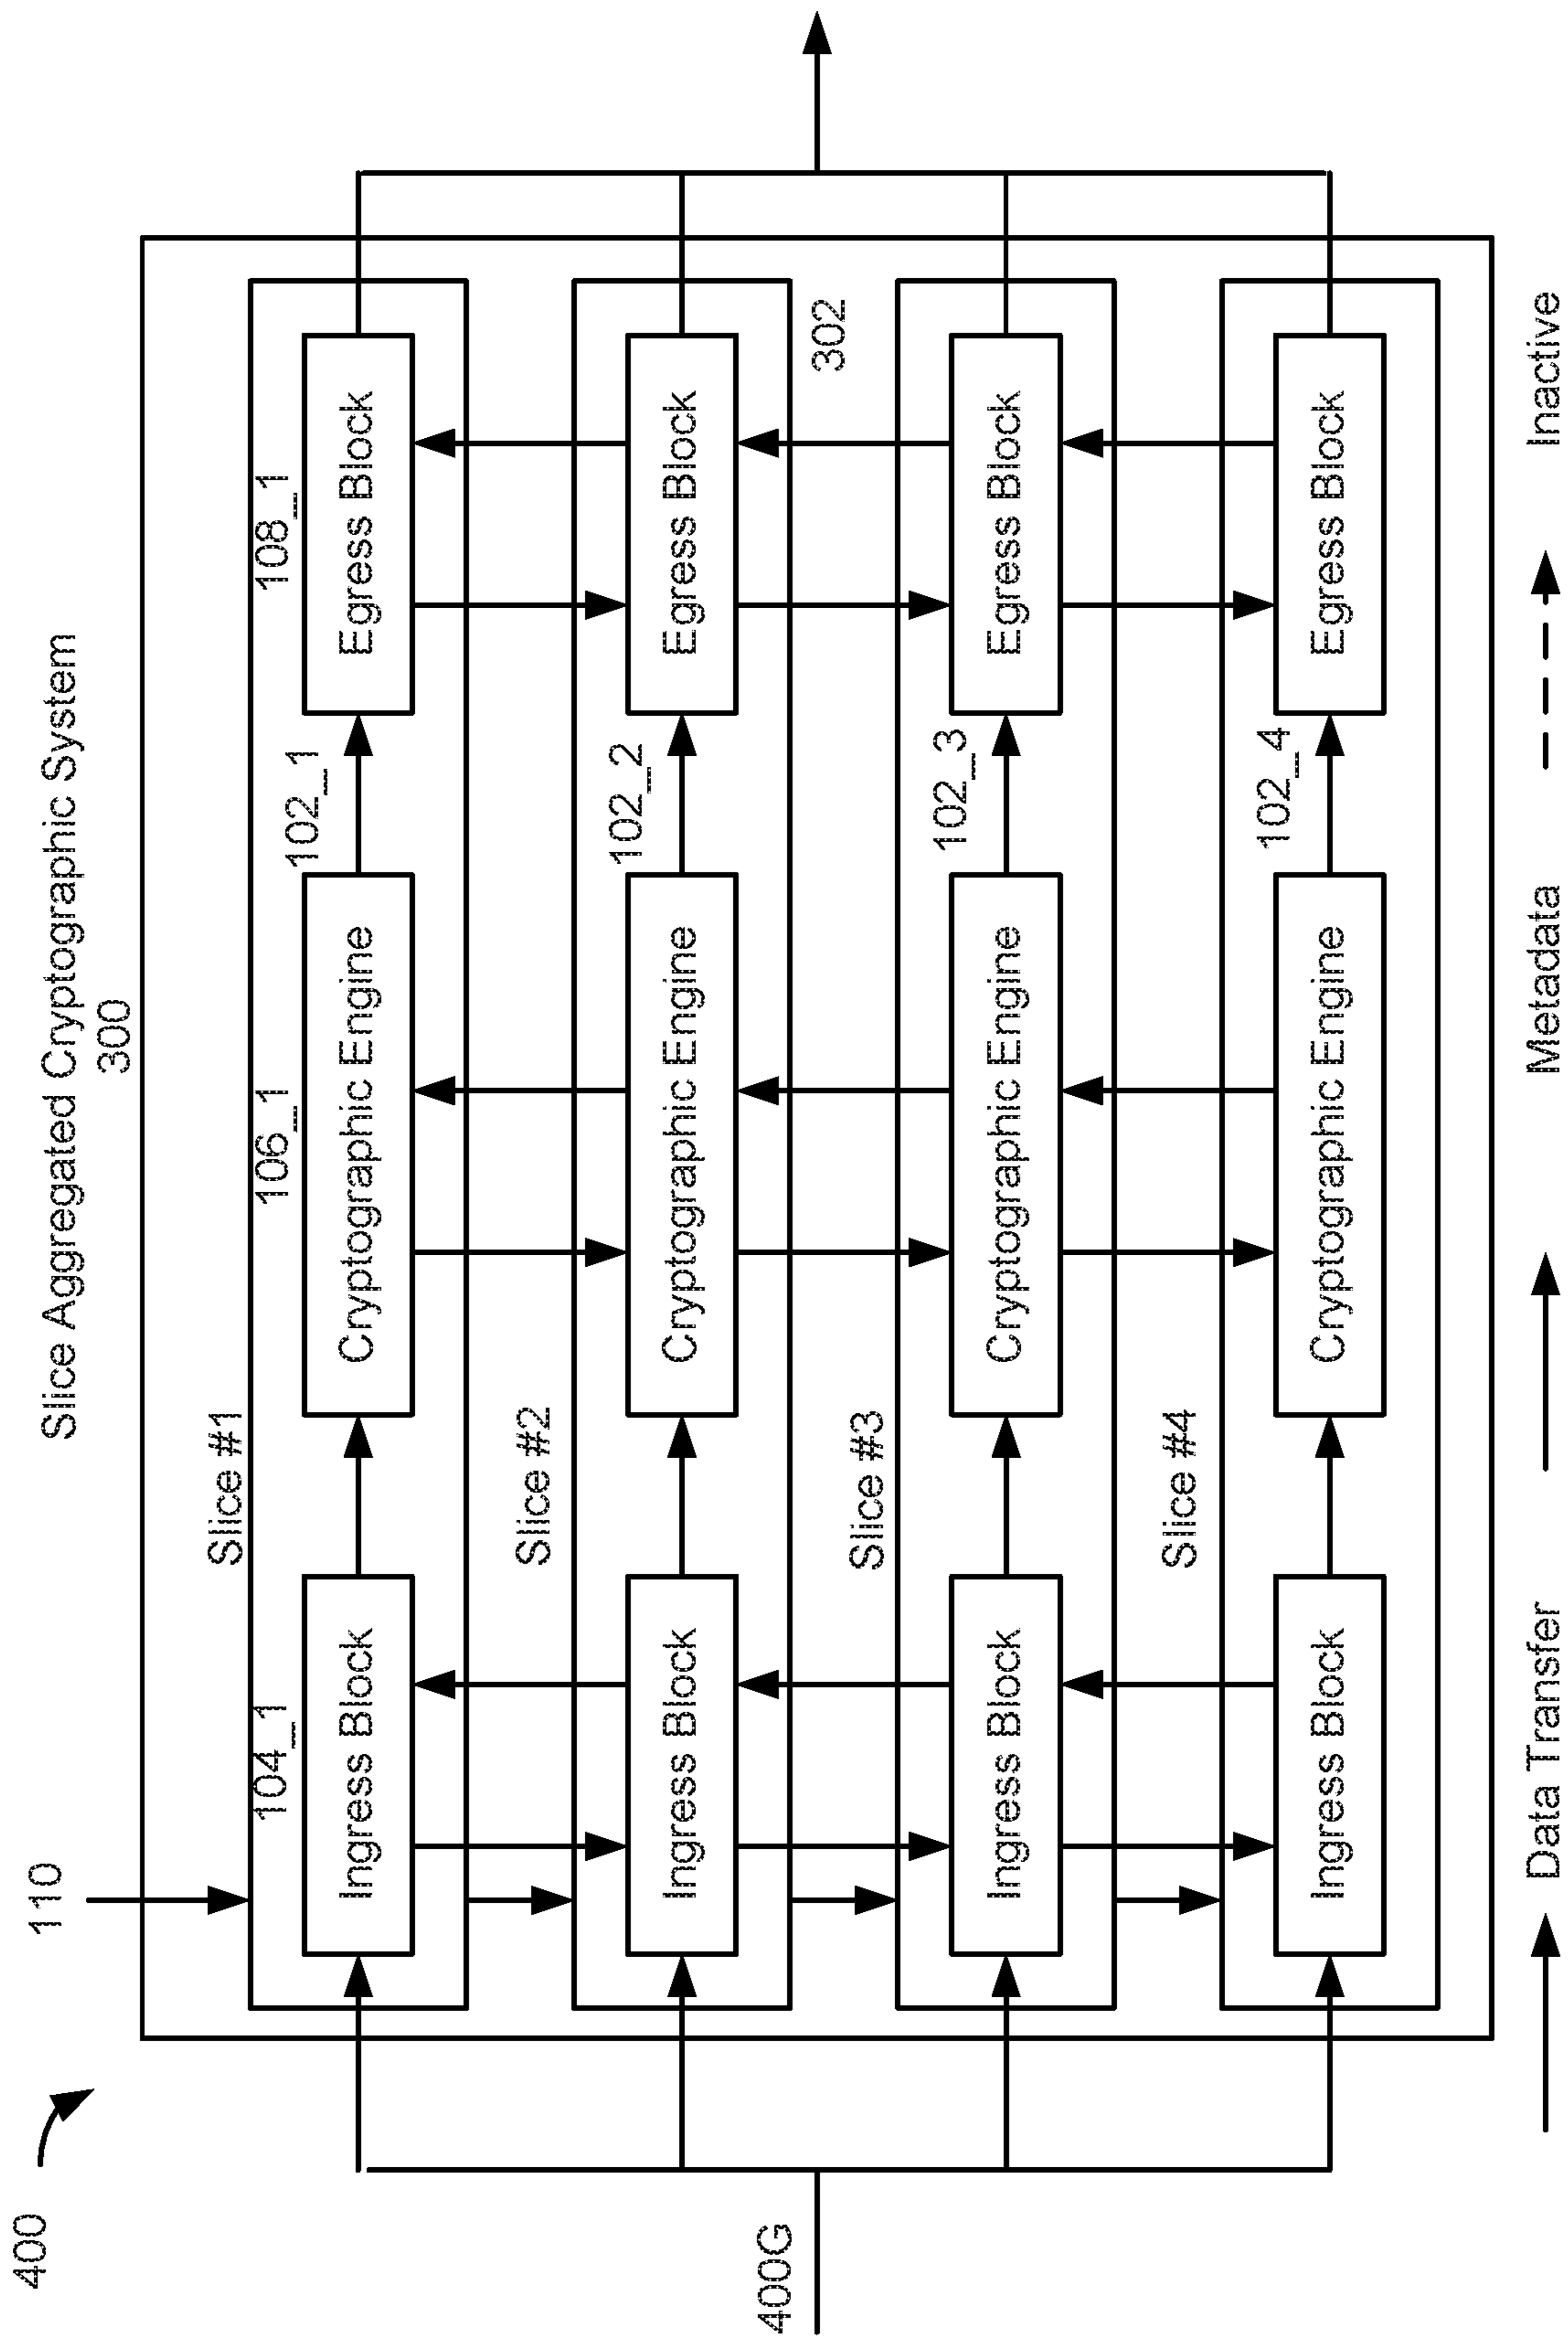 400
110
Slice Aggregated Cryptographic System
300
400G
Slice #1
104_1
106_1
108_1
Ingress Block
Cryptographic Engine
102_1
Egress Block
Slice #2
Ingress Block
Cryptographic Engine
102_2
Egress Block
302
Slice #3
Ingress Block
Cryptographic Engine
102_3
Egress Block
Slice #4
Ingress Block
Cryptographic Engine
102_4
Egress Block
Data Transfer
Metadata
Inactive